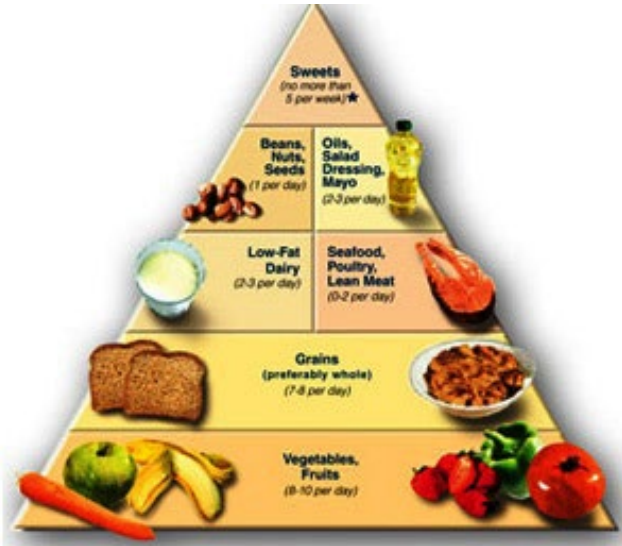 Sweets
(no more than
5 per week)★
Beans,
Nuts,
Seeds
(1 per day)
Oils,
Salad
Dressing,
Mayo
(2-3 per day)
Low-Fat
Dairy
(2-3 per day)
Seafood,
Poultry,
Lean Meat
(0-2 per day)
Grains
(preferably whole)
(7-8 per day)
Vegetables,
Fruits
(8-10 per day)